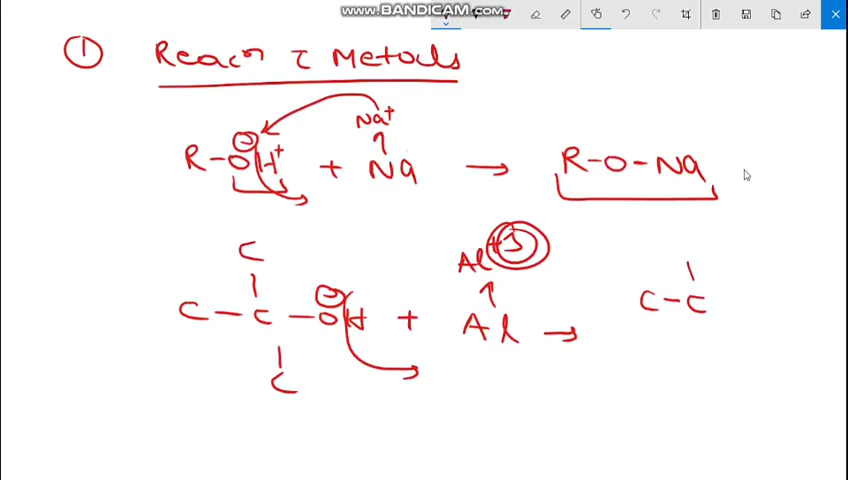 WWW.BANDICAM.COM
① Reacn c̄ Metals
Na⁺
R-O⊖H⁺ + Na → R-O-Na
C Al⁺³
C-C-O⊖H + Al → C-C
C